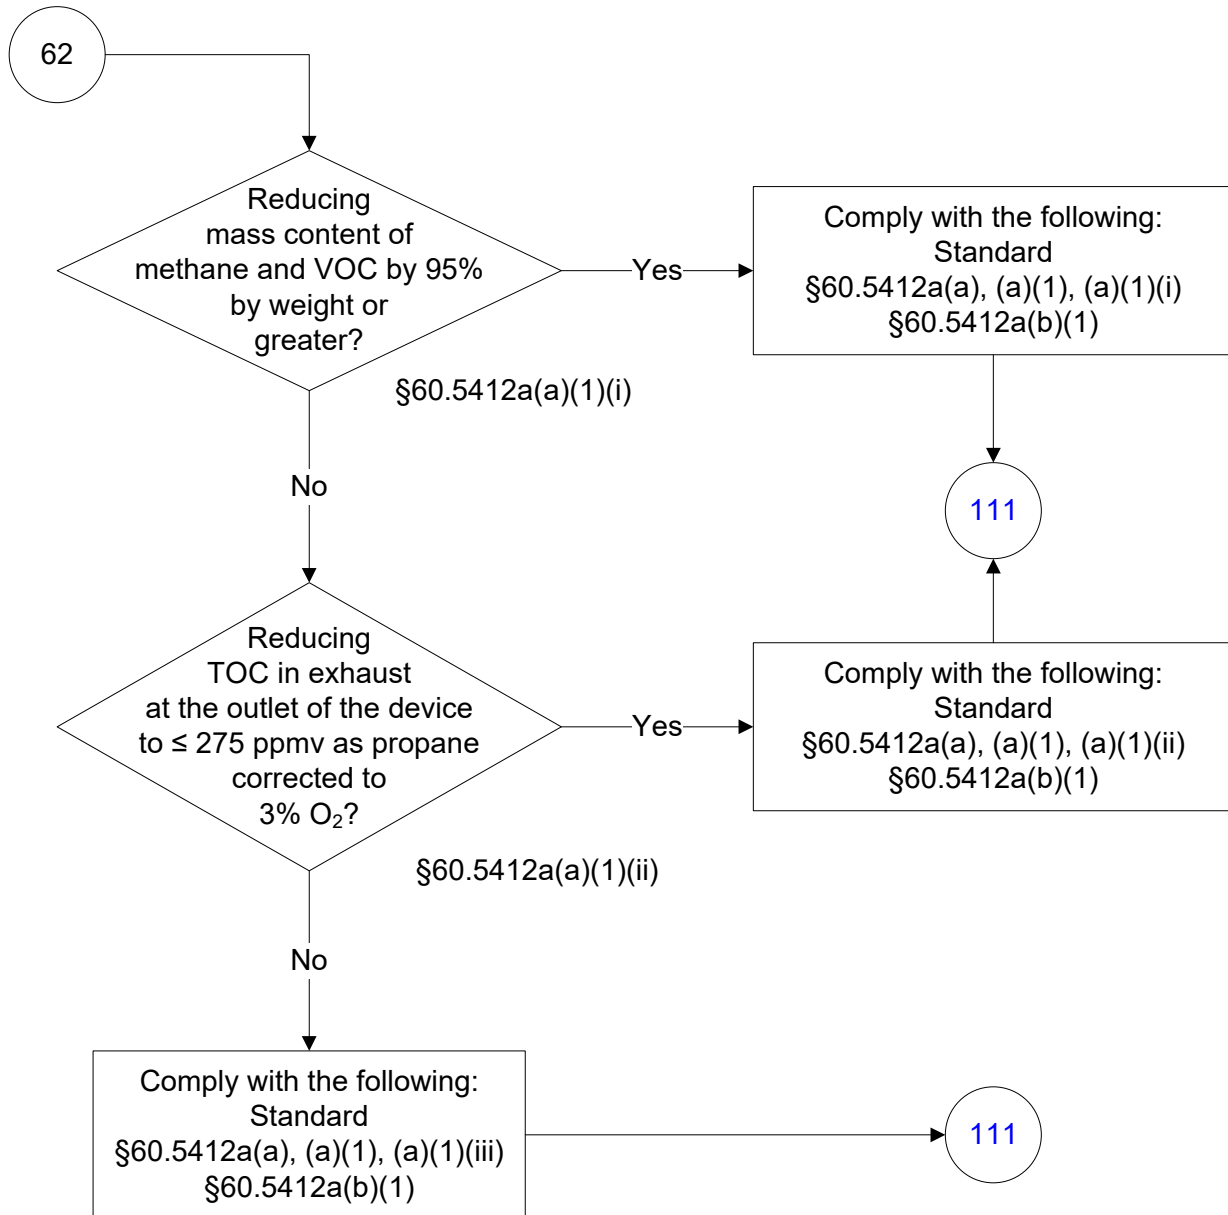 62
Reducing
mass content of
methane and VOC by 95%
by weight or
greater?
Yes
Comply with the following:
Standard
§60.5412a(a), (a)(1), (a)(1)(i)
§60.5412a(b)(1)
§60.5412a(a)(1)(i)
No
111
Reducing
TOC in exhaust
at the outlet of the device
to ≤ 275 ppmv as propane
corrected to
3% O₂?
Yes
Comply with the following:
Standard
§60.5412a(a), (a)(1), (a)(1)(ii)
§60.5412a(b)(1)
§60.5412a(a)(1)(ii)
No
Comply with the following:
Standard
§60.5412a(a), (a)(1), (a)(1)(iii)
§60.5412a(b)(1)
111